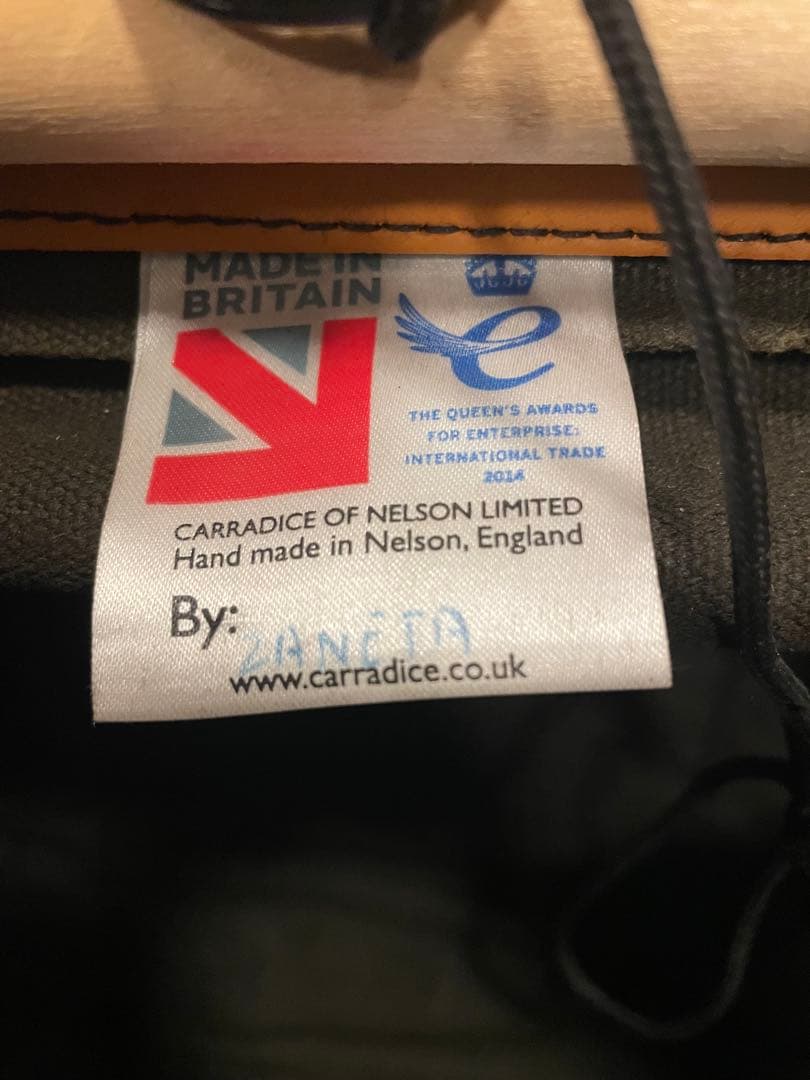 MADE IN
BRITAIN
e
THE QUEEN'S AWARDS
FOR ENTERPRISE:
INTERNATIONAL TRADE
2014
CARRADICE OF NELSON LIMITED
Hand made in Nelson, England
By: ZANETA
www.carradice.co.uk